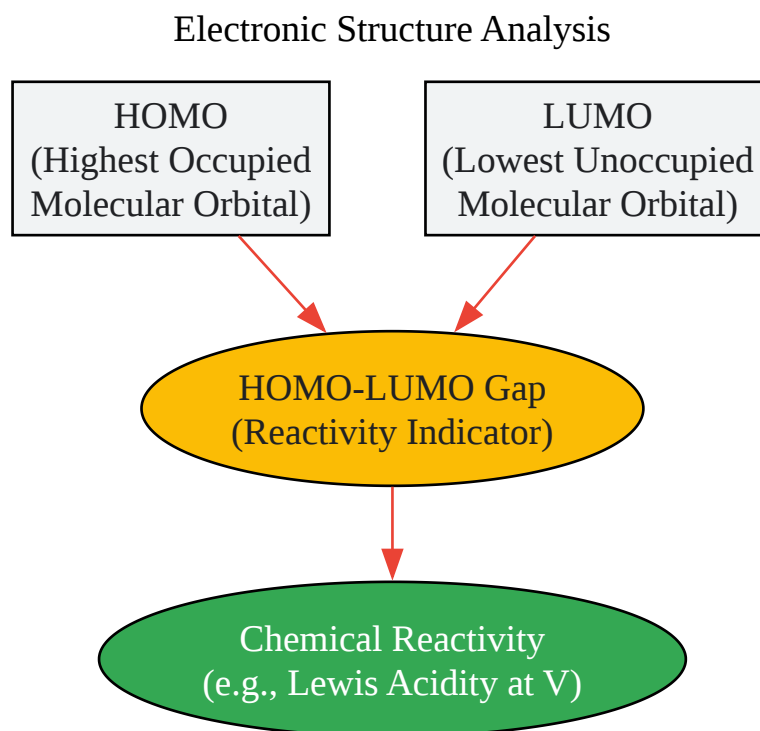 Electronic Structure Analysis
HOMO
(Highest Occupied
Molecular Orbital)
LUMO
(Lowest Unoccupied
Molecular Orbital)
HOMO-LUMO Gap
(Reactivity Indicator)
Chemical Reactivity
(e.g., Lewis Acidity at V)